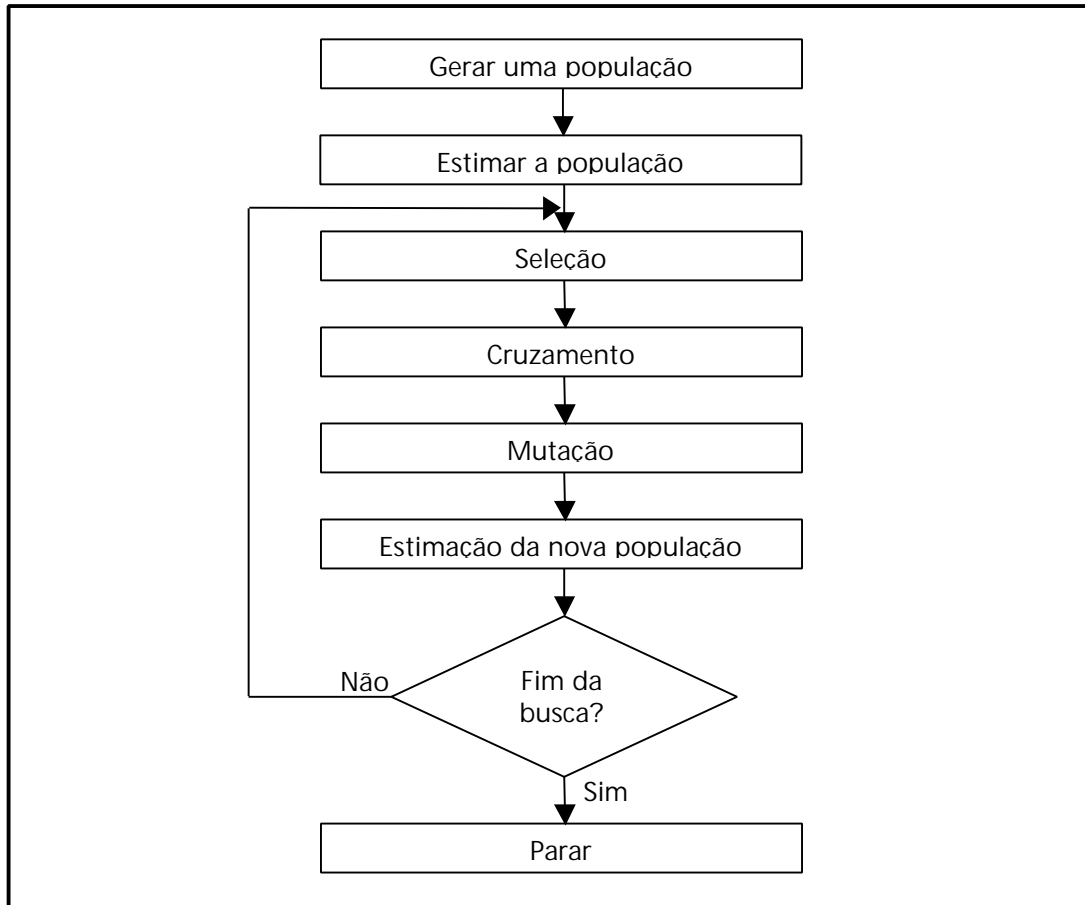 Gerar uma população
Estimar a população
Seleção
Cruzamento
Mutação
Estimação da nova população
Não
Fim da
busca?
Sim
Parar